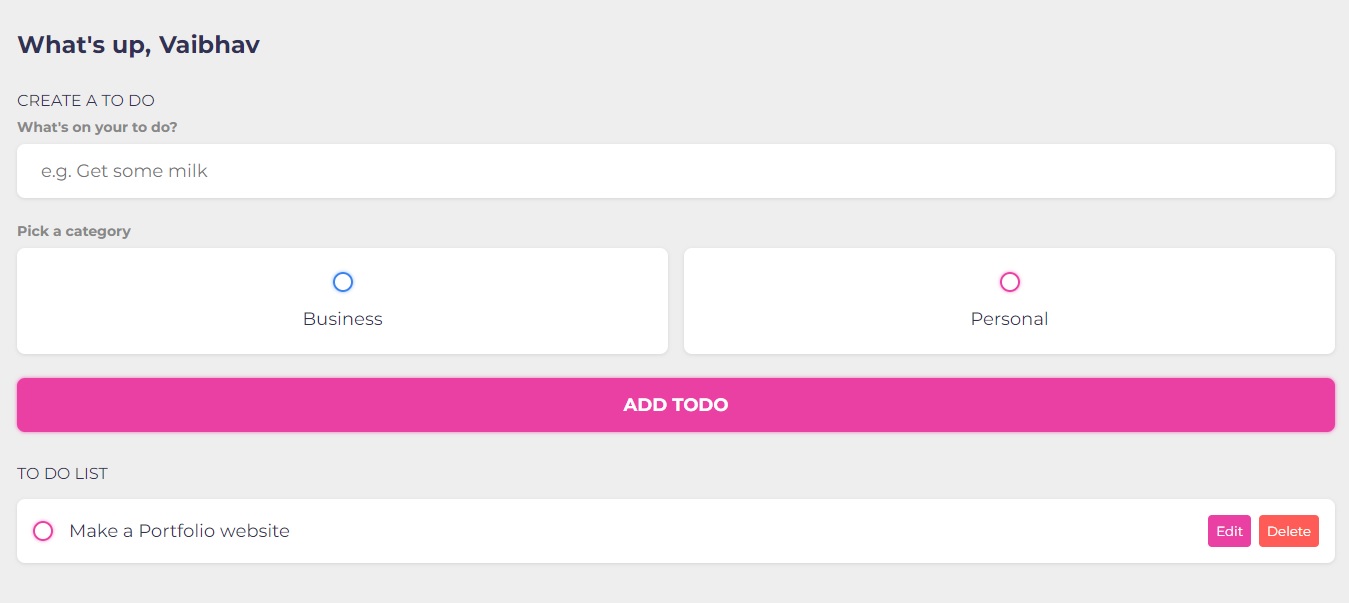 What's up, Vaibhav
CREATE A TO DO
What's on your to do?
e.g. Get some milk
Pick a category
Business
Personal
ADD TODO
TO DO LIST
Make a Portfolio website
Edit
Delete